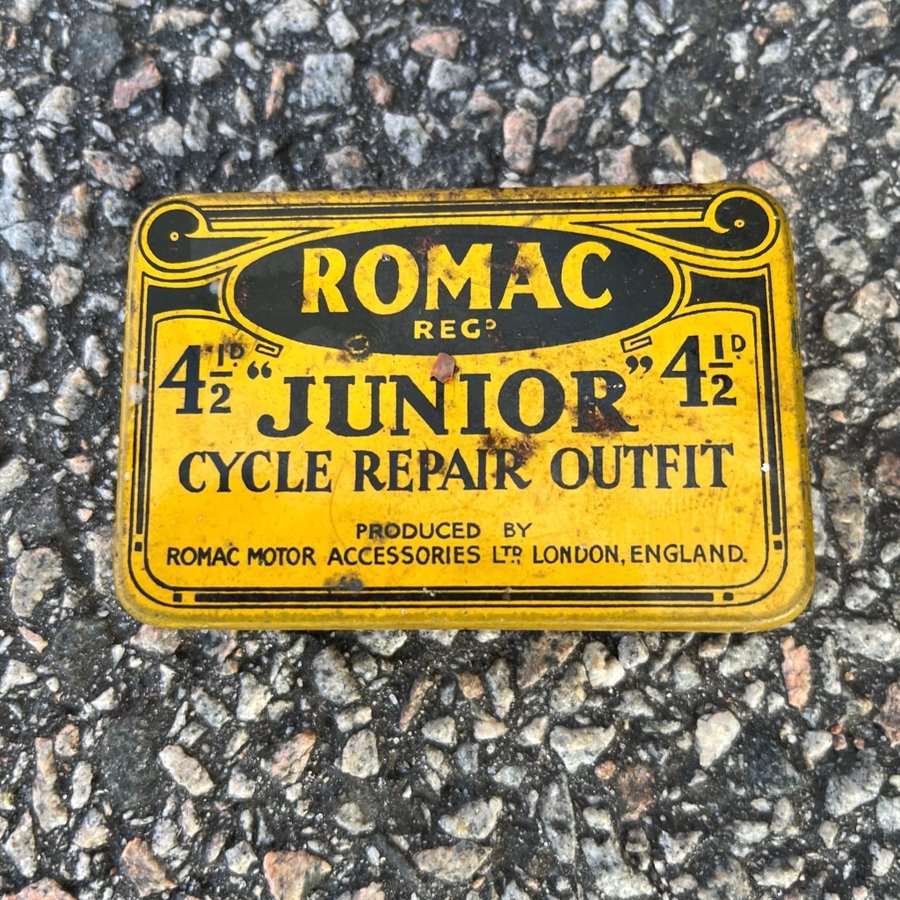 ROMAC
REGD
4½D "JUNIOR" 4½D
CYCLE REPAIR OUTFIT
PRODUCED BY
ROMAC MOTOR ACCESSORIES LTD. LONDON, ENGLAND.